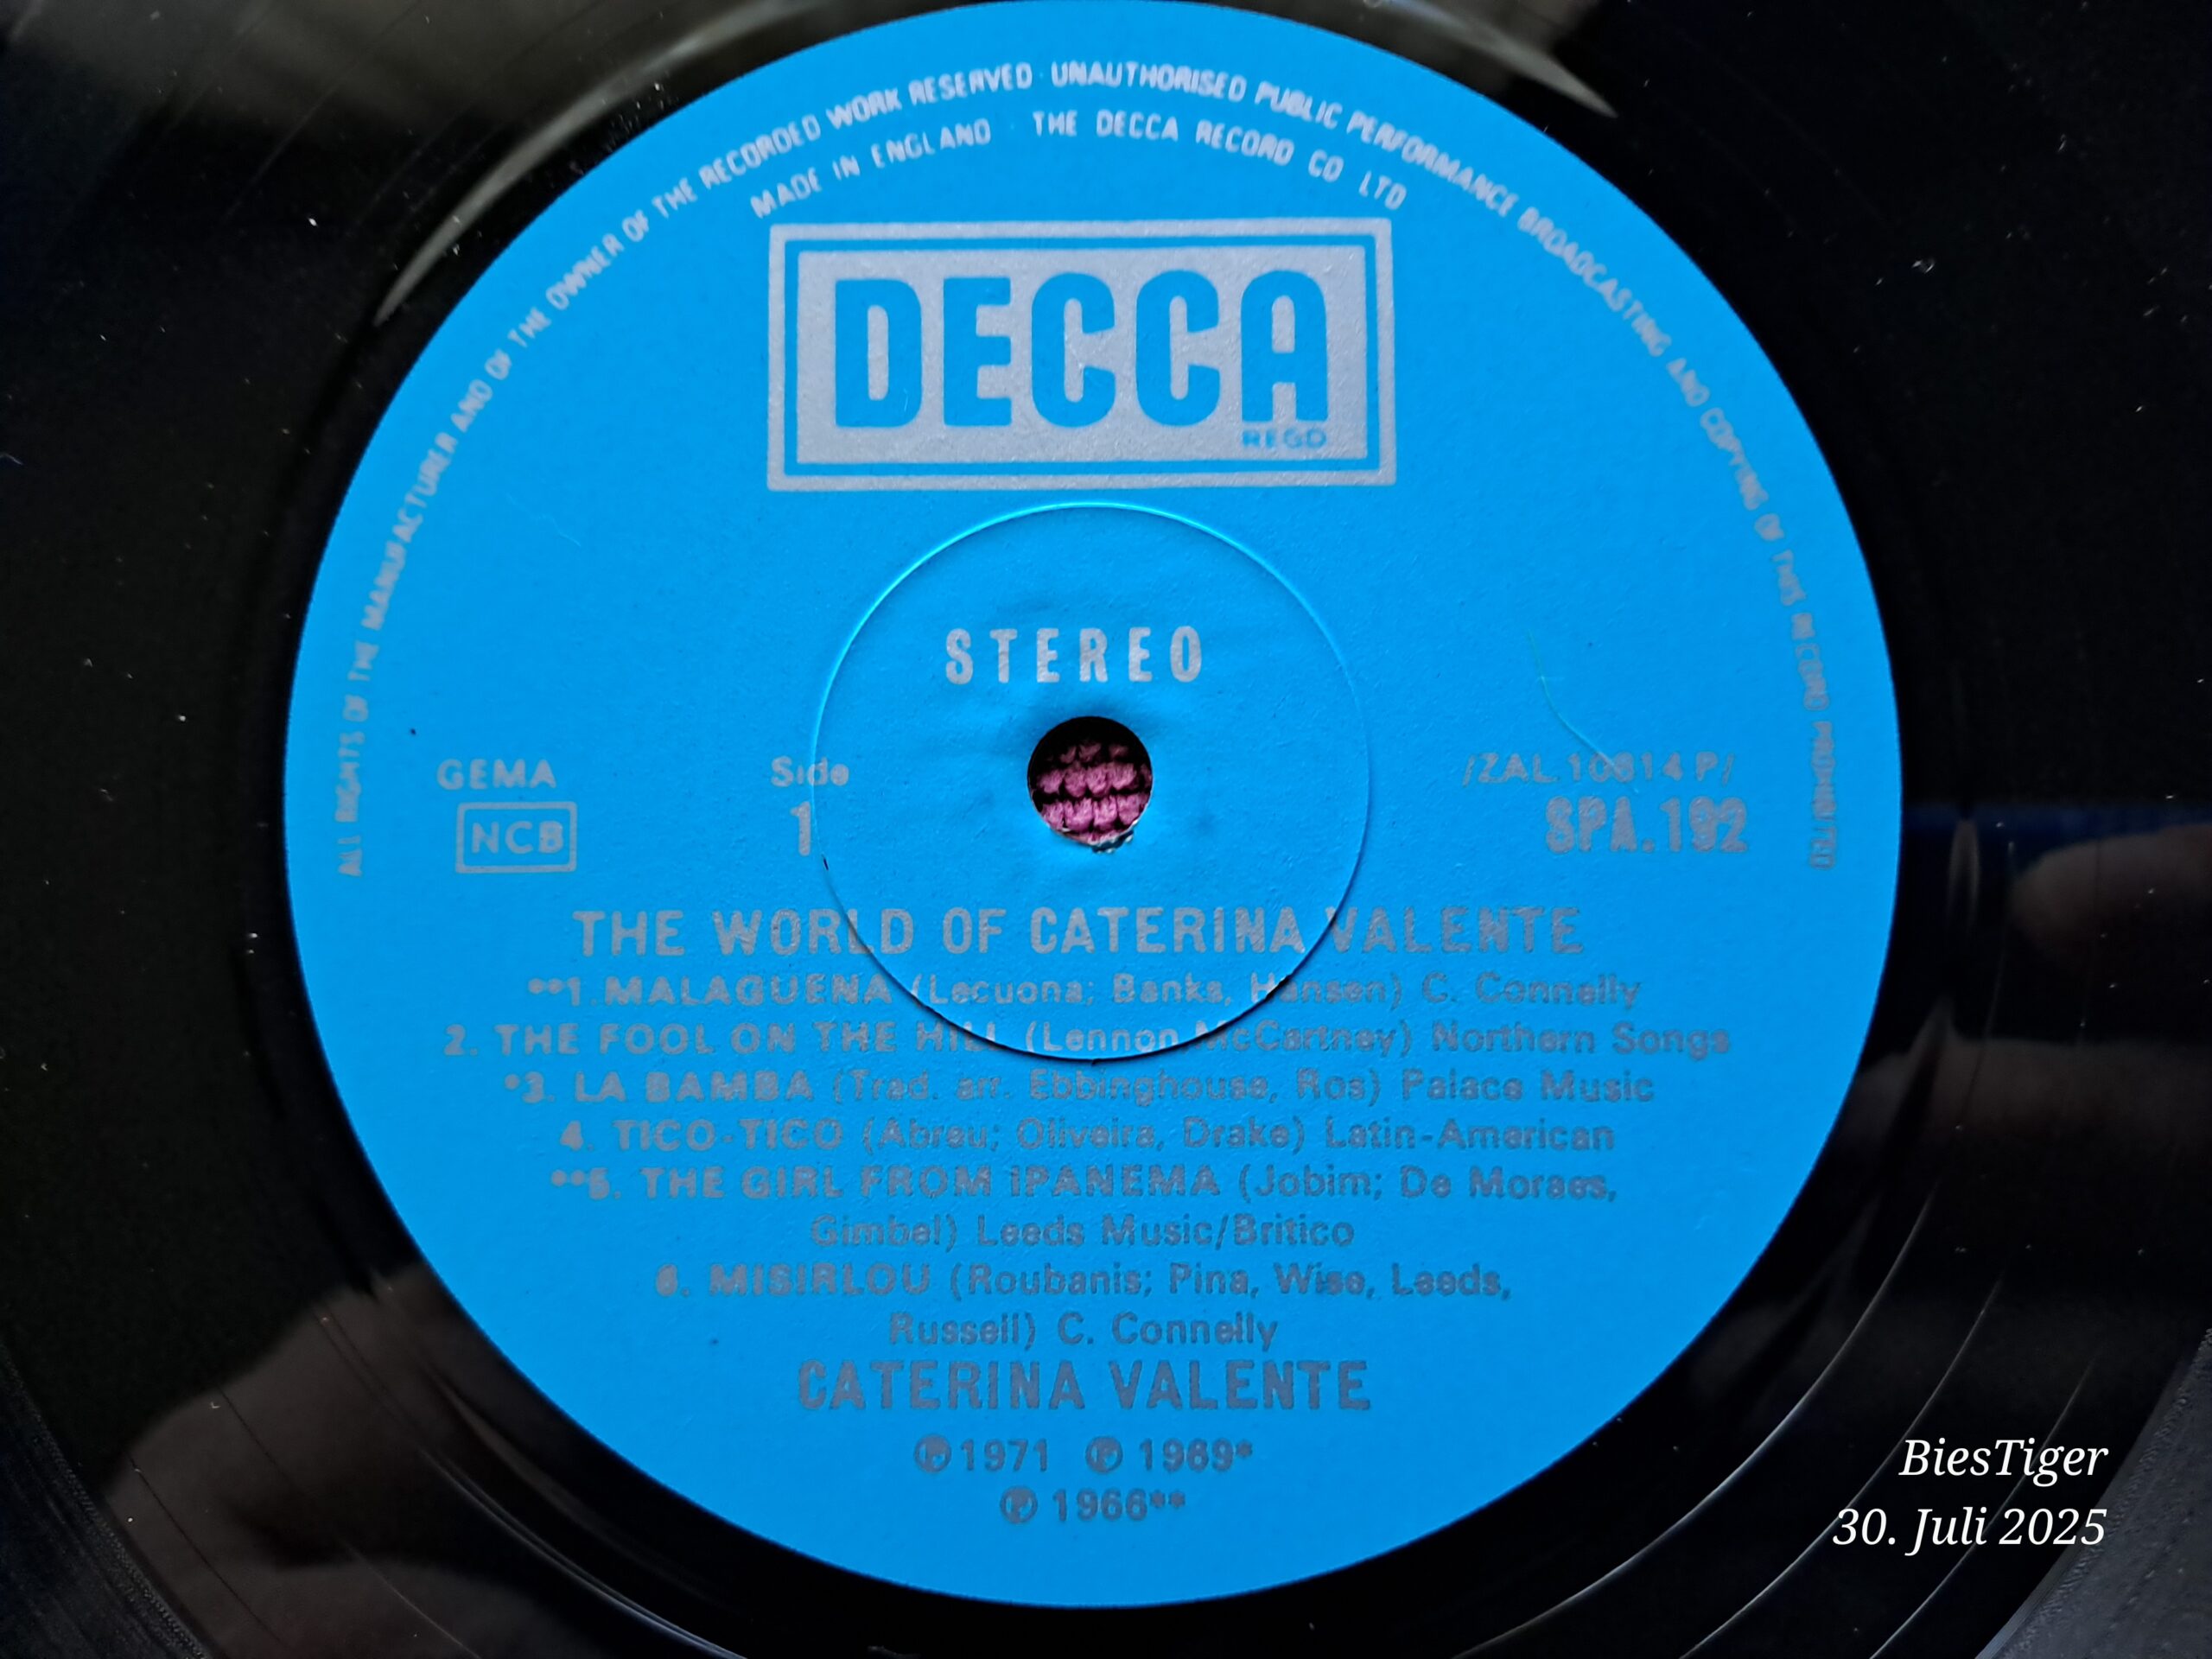 ALL RIGHTS OF THE MANUFACTURER AND OF THE OWNER OF THE RECORDED WORK RESERVED · UNAUTHORISED PUBLIC PERFORMANCE BROADCASTING AND COPYING OF THIS RECORD PROHIBITED
MADE IN ENGLAND · THE DECCA RECORD CO LTD
DECCA
REGD
STEREO
GEMA
NCB
Side
1
SPA.192
THE WORLD OF CATERINA VALENTE
**1.MALAGUENA (Lecuona; Banks, Hansen) C. Connelly
2. THE FOOL ON THE HILL (Lennon, McCartney) Northern Songs
*3. LA BAMBA (Trad. arr. Ebbinghouse, Ros) Palace Music
4. TICO-TICO (Abreu; Oliveira, Drake) Latin-American
**5. THE GIRL FROM IPANEMA (Jobim; De Moraes,
Gimbel) Leeds Music/Britico
6. MISIRLOU (Roubanis; Pina, Wise, Leeds,
Russell) C. Connelly
CATERINA VALENTE
Ⓟ1971 Ⓟ 1969*
Ⓟ 1966**
BiesTiger
30. Juli 2025